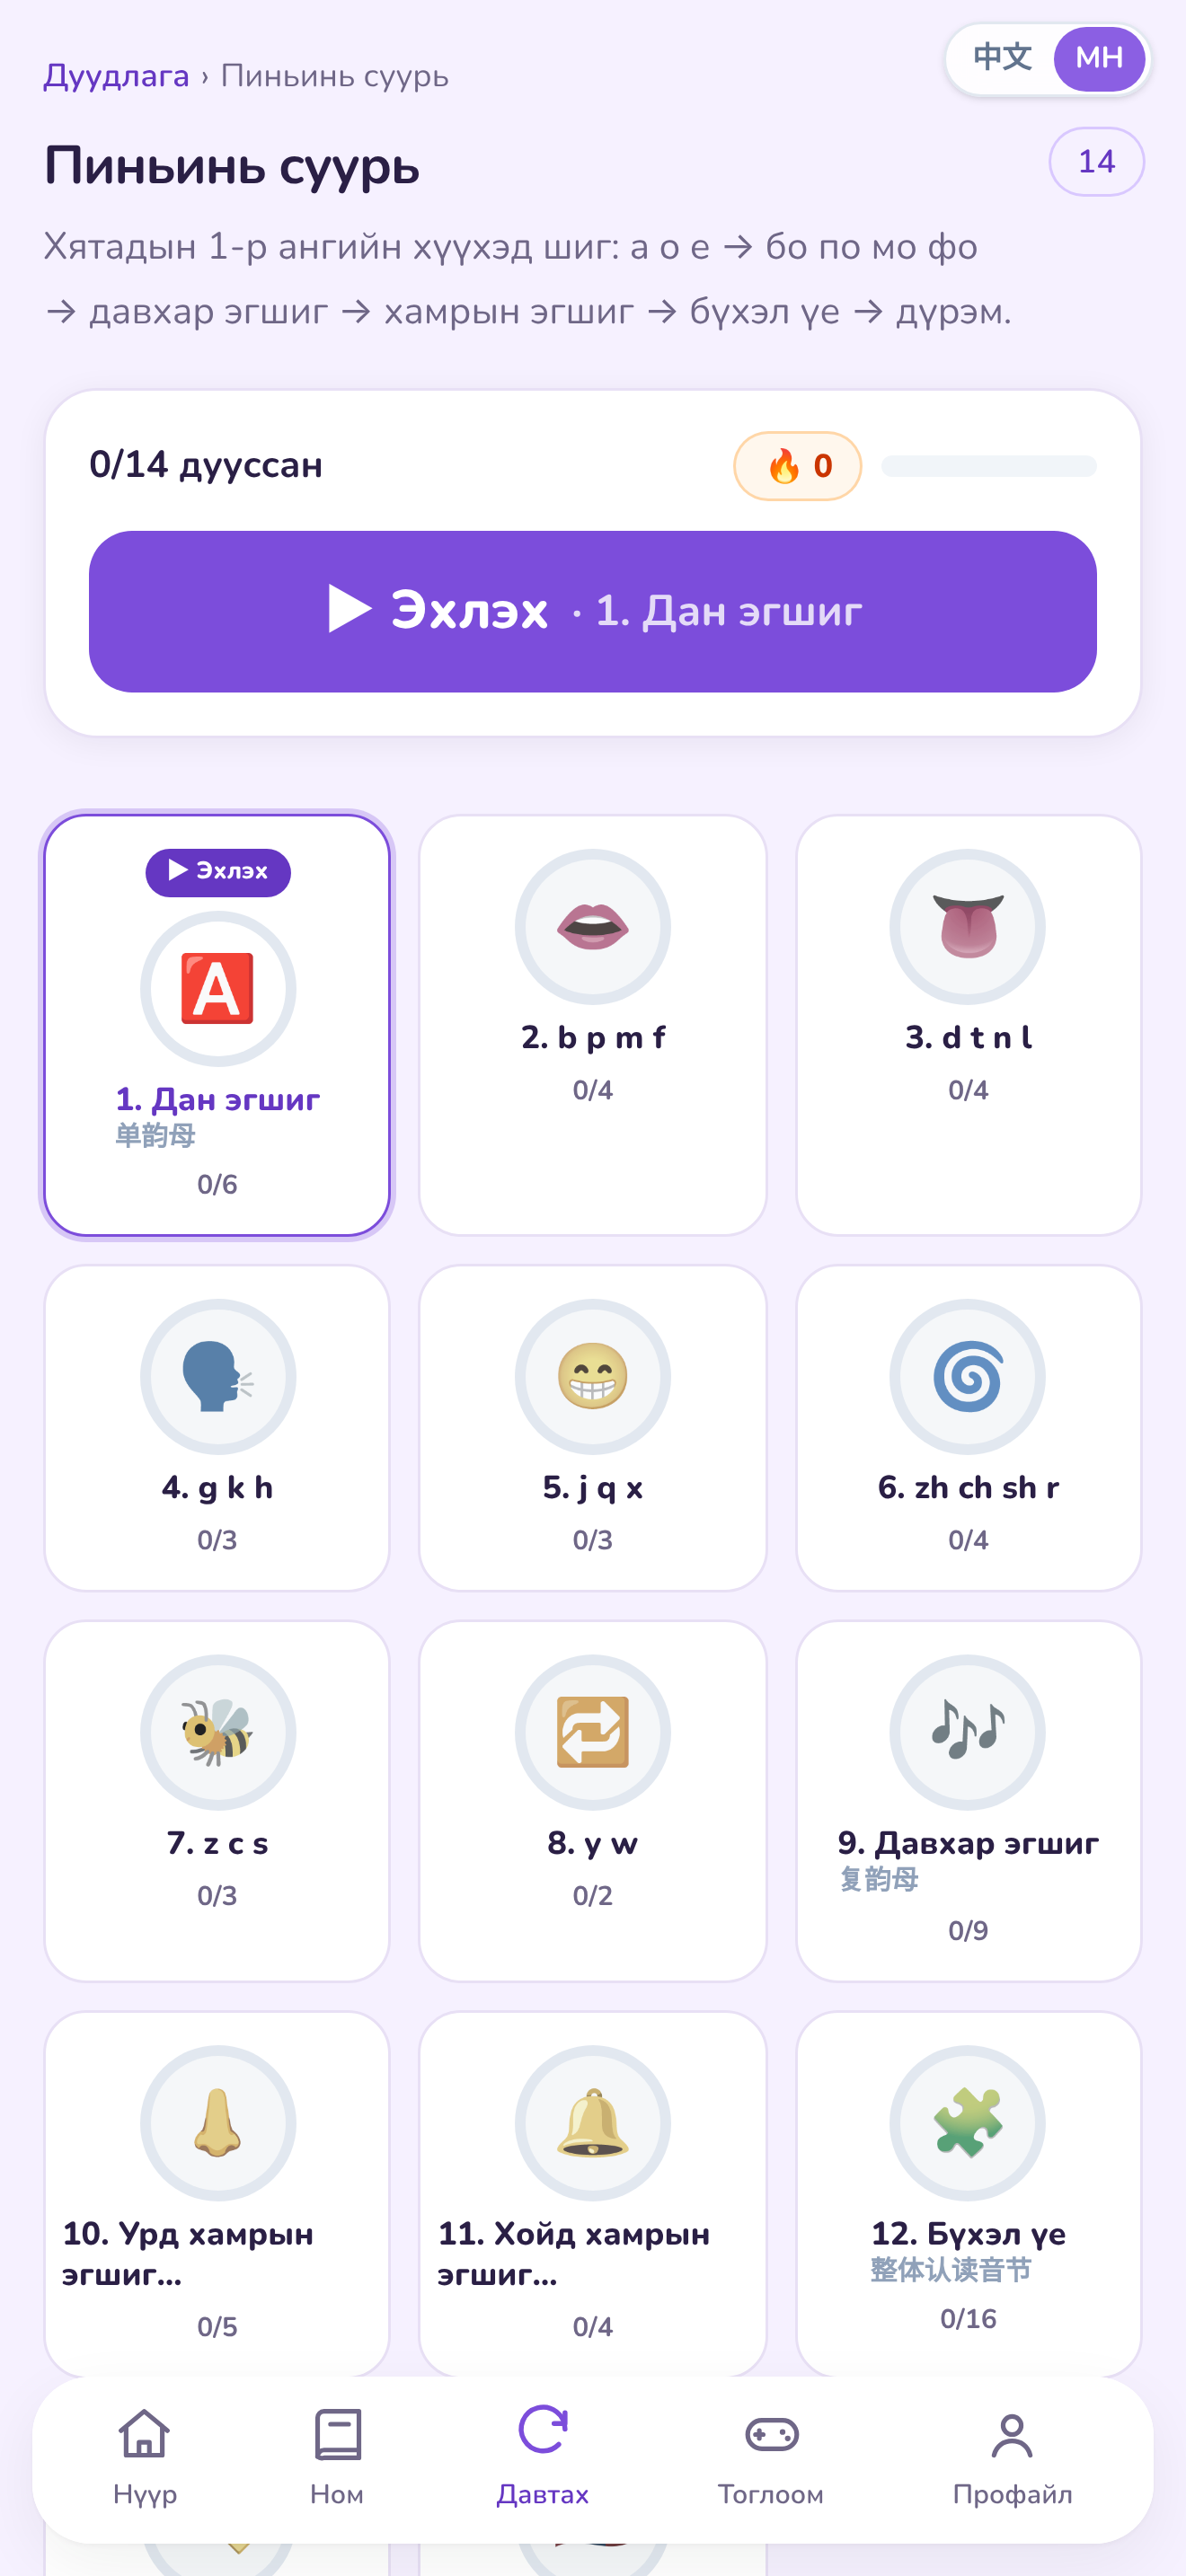 Дуудлага › Пиньинь суурь
中文 МН
Пиньинь суурь
14
Хятадын 1-р ангийн хүүхэд шиг: а о е → бо по мо фо
→ давхар эгшиг → хамрын эгшиг → бүхэл үе → дүрэм.
0/14 дууссан
🔥 0
▶ Эхлэх · 1. Дан эгшиг
▶ Эхлэх
🅰
1. Дан эгшиг
单韵母
0/6
2. b p m f
0/4
3. d t n l
0/4
4. g k h
0/3
5. j q x
0/3
6. zh ch sh r
0/4
7. z c s
0/3
8. y w
0/2
9. Давхар эгшиг
复韵母
0/9
10. Урд хамрын
эгшиг...
0/5
11. Хойд хамрын
эгшиг...
0/4
12. Бүхэл үе
整体认读音节
0/16
Нүүр
Ном
Давтах
Тоглоом
Профайл